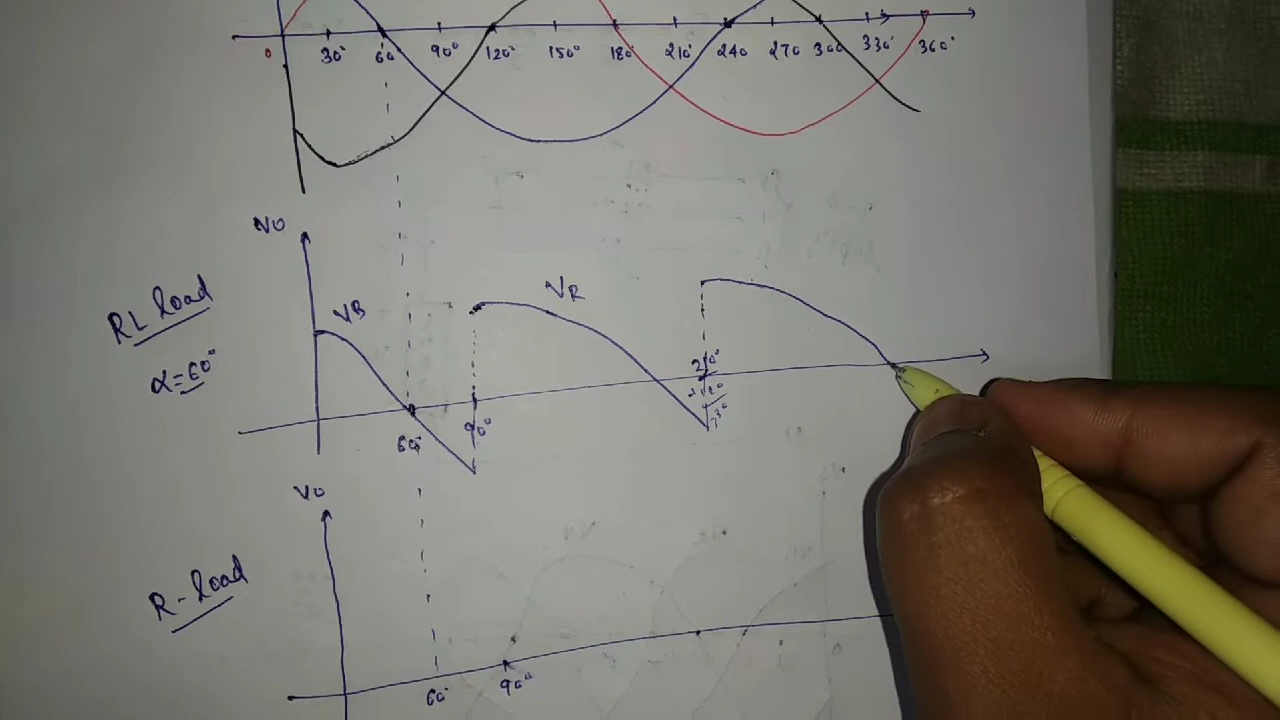 0 30° 60 90° 120° 150° 180 210 240 270 300 330 360°
Vo
RL load
VB
VR
α=60°
210°
60° 90°
Vo
R-load
60° 90°